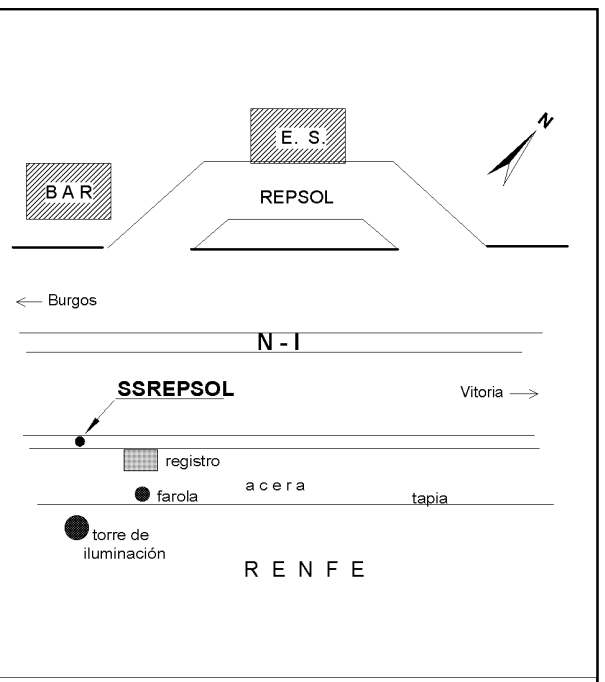 N
E. S.
BAR
REPSOL
Burgos
N - I
SSREPSOL
Vitoria
registro
acera
farola
tapia
torre de
iluminación
RENFE